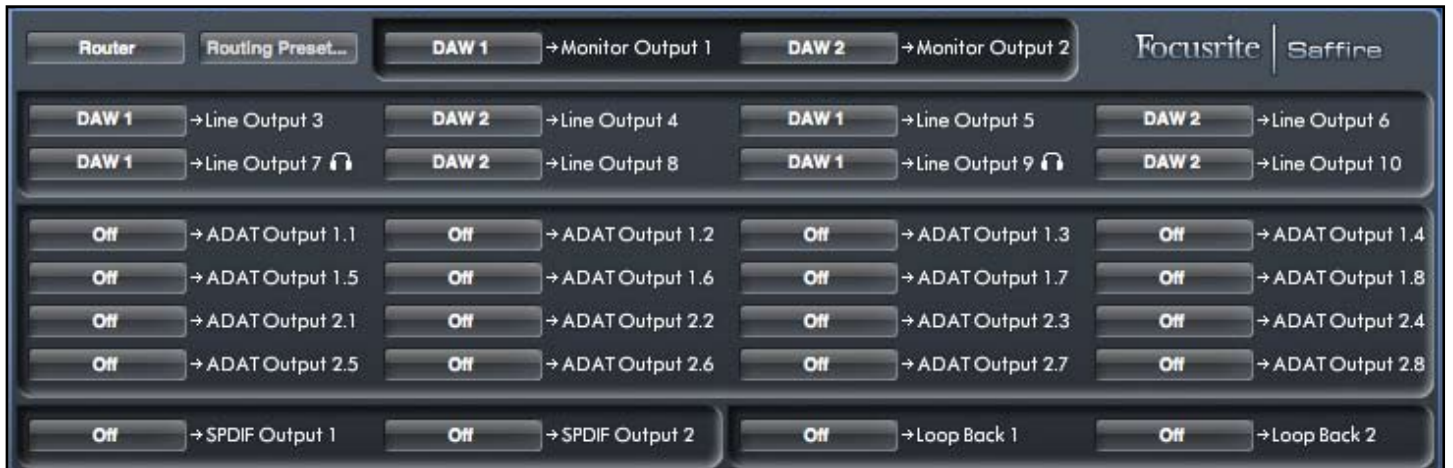 Router Routing Preset... DAW 1 →Monitor Output 1 DAW 2 →Monitor Output 2 Focusrite | Saffire
DAW 1 →Line Output 3 DAW 2 →Line Output 4 DAW 1 →Line Output 5 DAW 2 →Line Output 6
DAW 1 →Line Output 7 DAW 2 →Line Output 8 DAW 1 →Line Output 9 DAW 2 →Line Output 10
Off →ADAT Output 1.1 Off →ADAT Output 1.2 Off →ADAT Output 1.3 Off →ADAT Output 1.4
Off →ADAT Output 1.5 Off →ADAT Output 1.6 Off →ADAT Output 1.7 Off →ADAT Output 1.8
Off →ADAT Output 2.1 Off →ADAT Output 2.2 Off →ADAT Output 2.3 Off →ADAT Output 2.4
Off →ADAT Output 2.5 Off →ADAT Output 2.6 Off →ADAT Output 2.7 Off →ADAT Output 2.8
Off →SPDIF Output 1 Off →SPDIF Output 2 Off →Loop Back 1 Off →Loop Back 2